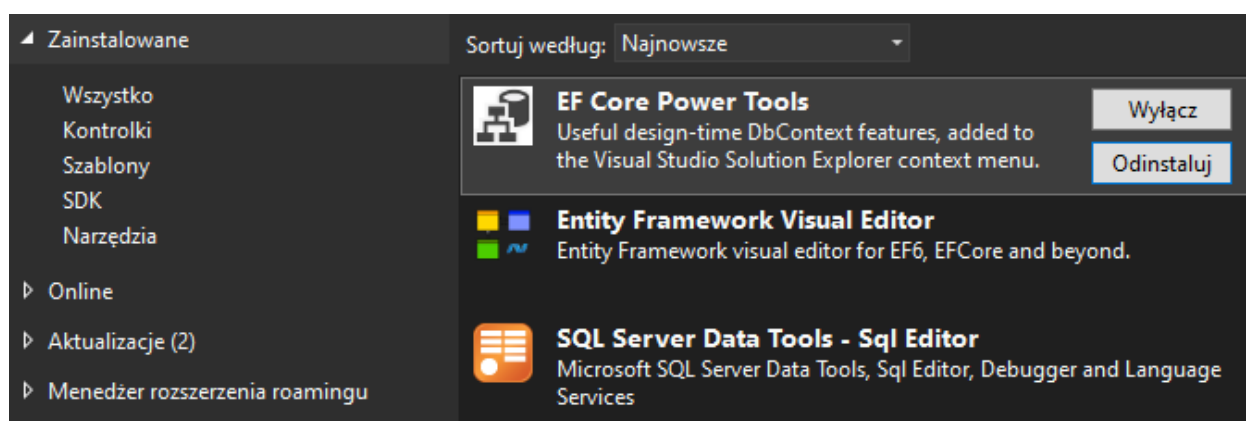 Zainstalowane
Wszystko
Kontrolki
Szablony
SDK
Narzędzia
Online
Aktualizacje (2)
Menedżer rozszerzenia roamingu
Sortuj według: Najnowsze
EF Core Power Tools
Useful design-time DbContext features, added to
the Visual Studio Solution Explorer context menu.
Wyłącz
Odinstaluj
Entity Framework Visual Editor
Entity Framework visual editor for EF6, EFCore and beyond.
SQL Server Data Tools - Sql Editor
Microsoft SQL Server Data Tools, Sql Editor, Debugger and Language
Services